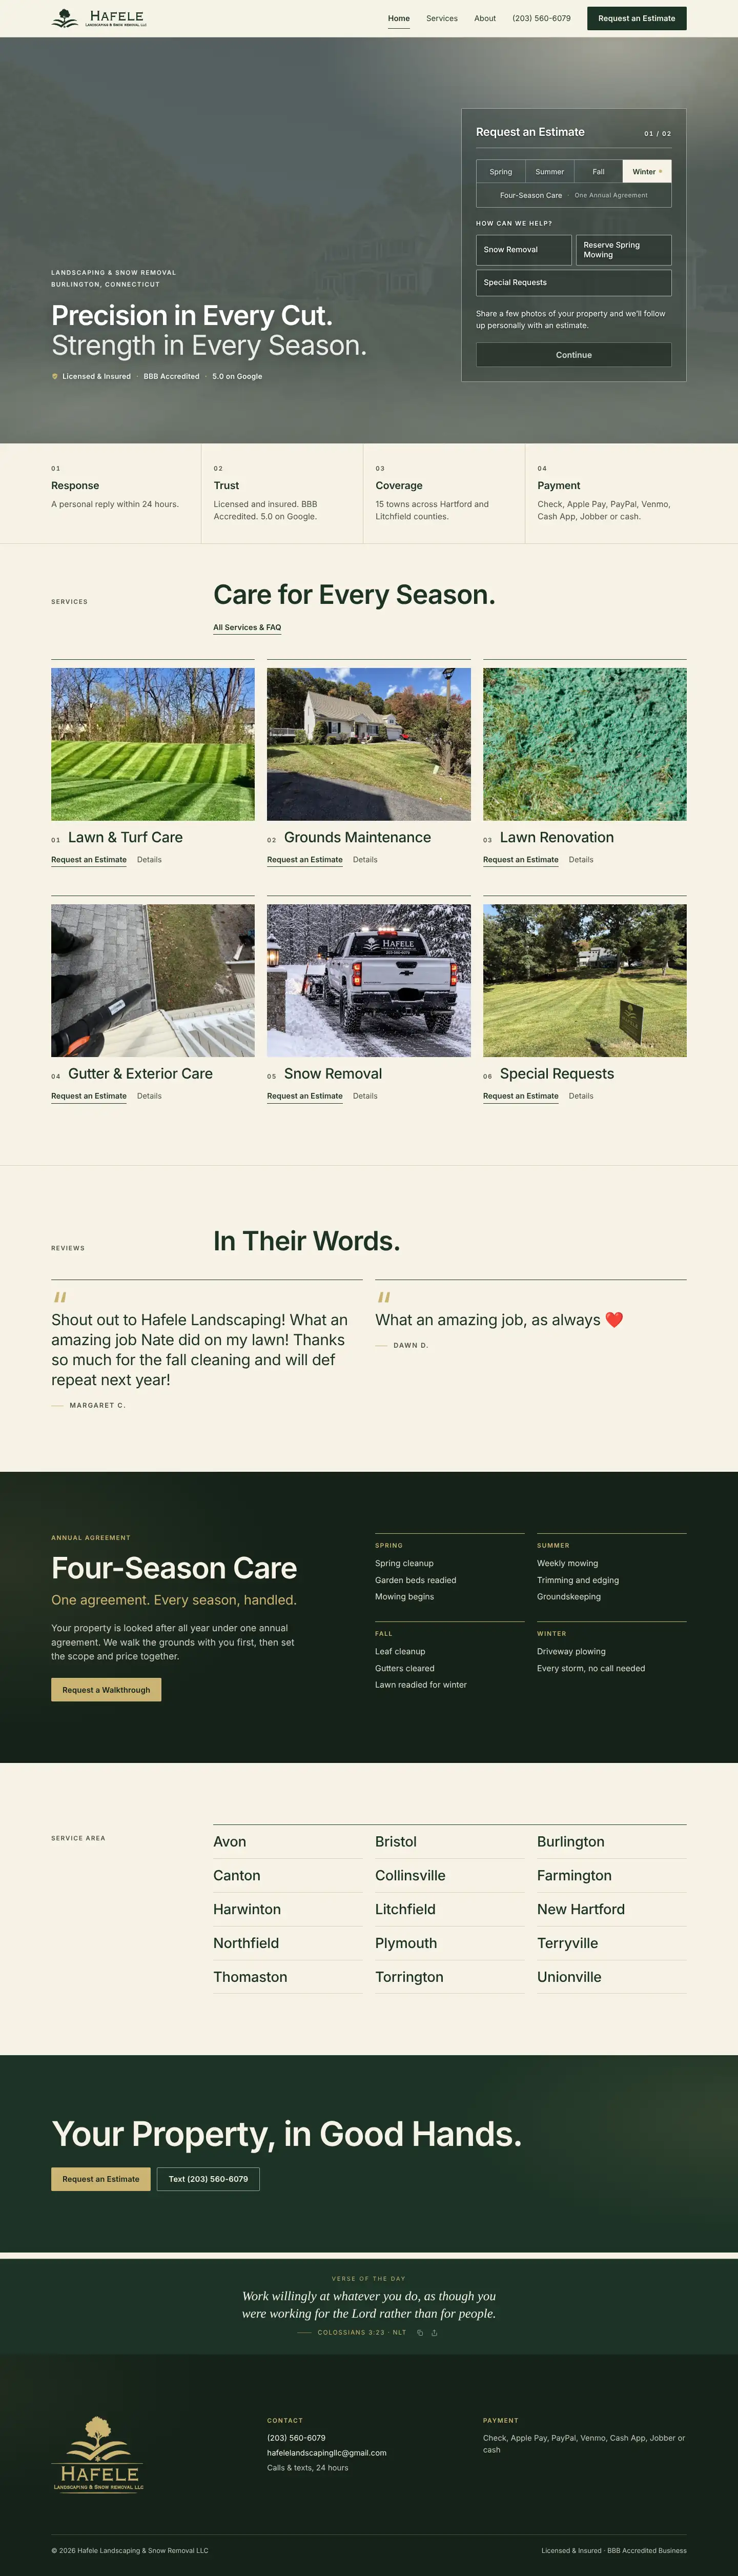 HAFELE
LANDSCAPING & SNOW REMOVAL LLC
Home
Services
About
(203) 560-6079
Request an Estimate
LANDSCAPING & SNOW REMOVAL
BURLINGTON, CONNECTICUT
Precision in Every Cut.
Strength in Every Season.
Licensed & Insured · BBB Accredited · 5.0 on Google
Request an Estimate
01 / 02
Spring
Summer
Fall
Winter
Four-Season Care · One Annual Agreement
HOW CAN WE HELP?
Snow Removal
Reserve Spring
Mowing
Special Requests
Share a few photos of your property and we'll follow
up personally with an estimate.
Continue
01
Response
A personal reply within 24 hours.
02
Trust
Licensed and insured. BBB
Accredited. 5.0 on Google.
03
Coverage
15 towns across Hartford and
Litchfield counties.
04
Payment
Check, Apple Pay, PayPal, Venmo,
Cash App, Jobber or cash.
SERVICES
Care for Every Season.
All Services & FAQ
01 Lawn & Turf Care
Request an Estimate Details
02 Grounds Maintenance
Request an Estimate Details
03 Lawn Renovation
Request an Estimate Details
04 Gutter & Exterior Care
Request an Estimate Details
HAFELE
203-560-6079
05 Snow Removal
Request an Estimate Details
06 Special Requests
Request an Estimate Details
REVIEWS
In Their Words.
"
Shout out to Hafele Landscaping! What an
amazing job Nate did on my lawn! Thanks
so much for the fall cleaning and will def
repeat next year!
MARGARET C.
"
What an amazing job, as always ❤️
DAWN D.
ANNUAL AGREEMENT
Four-Season Care
One agreement. Every season, handled.
Your property is looked after all year under one annual
agreement. We walk the grounds with you first, then set
the scope and price together.
Request a Walkthrough
SPRING
Spring cleanup
Garden beds readied
Mowing begins
SUMMER
Weekly mowing
Trimming and edging
Groundskeeping
FALL
Leaf cleanup
Gutters cleared
Lawn readied for winter
WINTER
Driveway plowing
Every storm, no call needed
SERVICE AREA
Avon
Bristol
Burlington
Canton
Collinsville
Farmington
Harwinton
Litchfield
New Hartford
Northfield
Plymouth
Terryville
Thomaston
Torrington
Unionville
Your Property, in Good Hands.
Request an Estimate
Text (203) 560-6079
VERSE OF THE DAY
Work willingly at whatever you do, as though you
were working for the Lord rather than for people.
COLOSSIANS 3:23 · NLT
HAFELE
LANDSCAPING & SNOW REMOVAL LLC
CONTACT
(203) 560-6079
hafelelandscapingllc@gmail.com
Calls & texts, 24 hours
PAYMENT
Check, Apple Pay, PayPal, Venmo, Cash App, Jobber or
cash
© 2026 Hafele Landscaping & Snow Removal LLC
Licensed & Insured · BBB Accredited Business